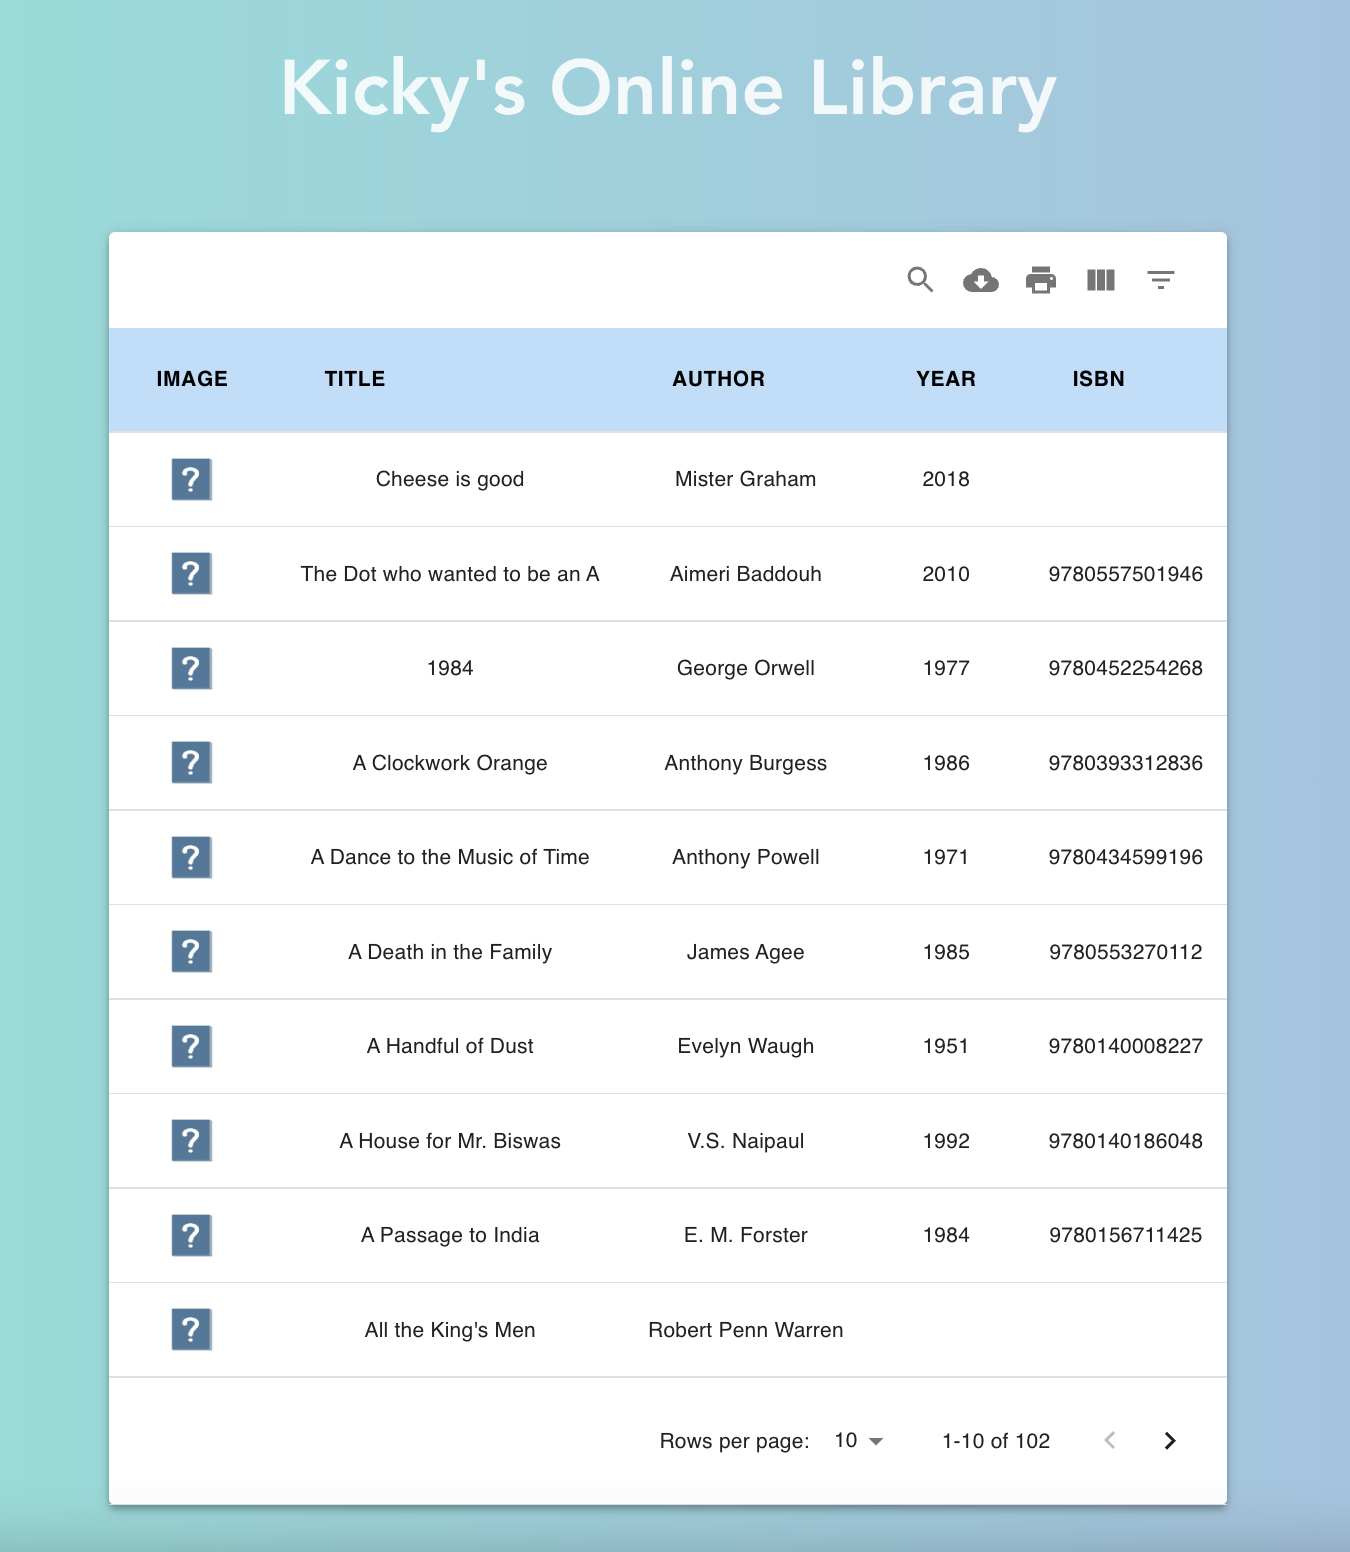 Kicky's Online Library
IMAGE TITLE AUTHOR YEAR ISBN
? Cheese is good Mister Graham 2018
? The Dot who wanted to be an A Aimeri Baddouh 2010 9780557501946
? 1984 George Orwell 1977 9780452254268
? A Clockwork Orange Anthony Burgess 1986 9780393312836
? A Dance to the Music of Time Anthony Powell 1971 9780434599196
? A Death in the Family James Agee 1985 9780553270112
? A Handful of Dust Evelyn Waugh 1951 9780140008227
? A House for Mr. Biswas V.S. Naipaul 1992 9780140186048
? A Passage to India E. M. Forster 1984 9780156711425
? All the King's Men Robert Penn Warren
Rows per page: 10 1-10 of 102